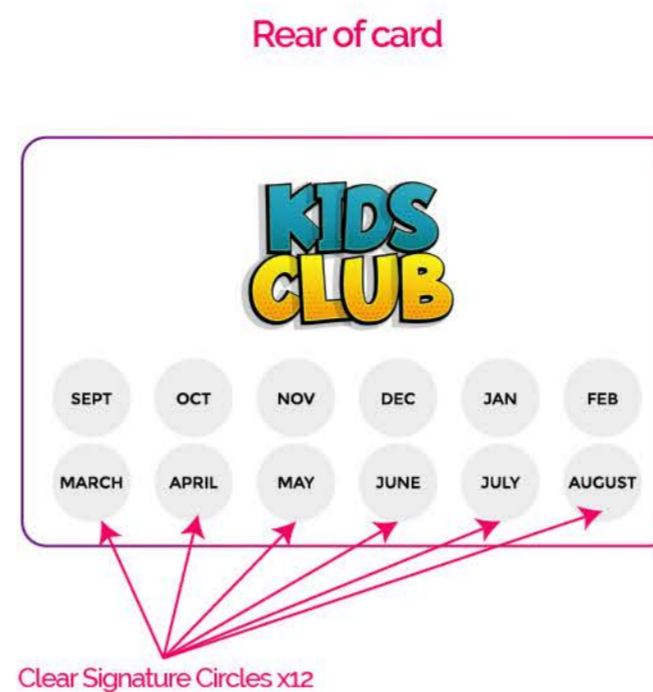 Rear of card
KIDS
CLUB
SEPT OCT NOV DEC JAN FEB
MARCH APRIL MAY JUNE JULY AUGUST
Clear Signature Circles x12